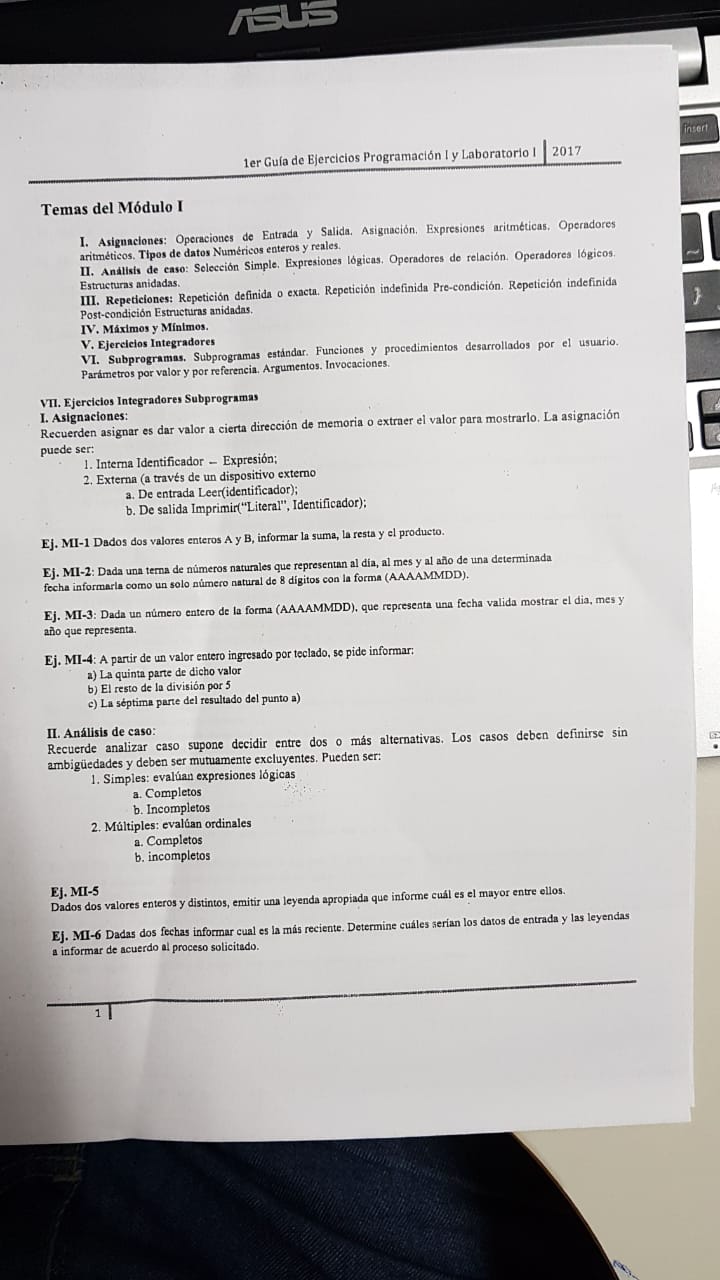 ASUS
insert
}
1er Guía de Ejercicios Programación I y Laboratorio I 2017
Temas del Módulo I
I. Asignaciones: Operaciones de Entrada y Salida. Asignación. Expresiones aritméticas. Operadores
aritméticos. Tipos de datos Numéricos enteros y reales.
II. Análisis de caso: Selección Simple. Expresiones lógicas. Operadores de relación. Operadores lógicos.
Estructuras anidadas.
III. Repeticiones: Repetición definida o exacta. Repetición indefinida Pre-condición. Repetición indefinida
Post-condición Estructuras anidadas.
IV. Máximos y Mínimos.
V. Ejercicios Integradores
VI. Subprogramas. Subprogramas estándar. Funciones y procedimientos desarrollados por el usuario.
Parámetros por valor y por referencia. Argumentos. Invocaciones.
VII. Ejercicios Integradores Subprogramas
I. Asignaciones:
Recuerden asignar es dar valor a cierta dirección de memoria o extraer el valor para mostrarlo. La asignación
puede ser:
1. Interna Identificador ← Expresión;
2. Externa (a través de un dispositivo externo
a. De entrada Leer(identificador);
b. De salida Imprimir("Literal", Identificador);
Ej. MI-1 Dados dos valores enteros A y B, informar la suma, la resta y el producto.
Ej. MI-2: Dada una terna de números naturales que representan al día, al mes y al año de una determinada
fecha informarla como un solo número natural de 8 dígitos con la forma (AAAAMMDD).
Ej. MI-3: Dada un número entero de la forma (AAAAMMDD), que representa una fecha valida mostrar el dia, mes y
año que representa.
Ej. MI-4: A partir de un valor entero ingresado por teclado, se pide informar:
a) La quinta parte de dicho valor
b) El resto de la división por 5
c) La séptima parte del resultado del punto a)
II. Análisis de caso:
Recuerde analizar caso supone decidir entre dos o más alternativas. Los casos deben definirse sin
ambigüedades y deben ser mutuamente excluyentes. Pueden ser:
1. Simples: evalúan expresiones lógicas
a. Completos
b. Incompletos
2. Múltiples: evalúan ordinales
a. Completos
b. incompletos
Ej. MI-5
Dados dos valores enteros y distintos, emitir una leyenda apropiada que informe cuál es el mayor entre ellos.
Ej. MI-6 Dadas dos fechas informar cual es la más reciente. Determine cuáles serían los datos de entrada y las leyendas
a informar de acuerdo al proceso solicitado.
1